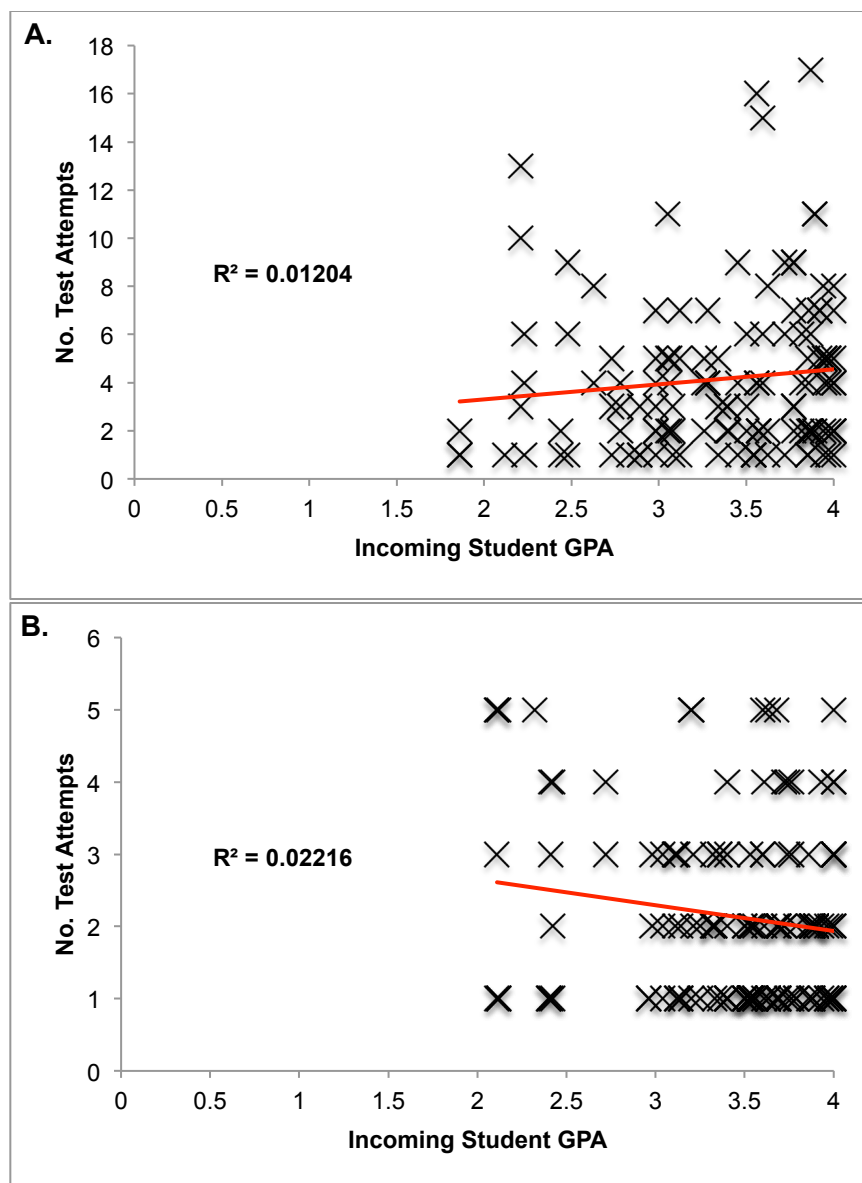 A.
18
16
14
12
10
8
6
4
2
0
No. Test Attempts
R² = 0.01204
0 0.5 1 1.5 2 2.5 3 3.5 4
Incoming Student GPA
B.
6
5
4
3
2
1
0
No. Test Attempts
R² = 0.02216
0 0.5 1 1.5 2 2.5 3 3.5 4
Incoming Student GPA